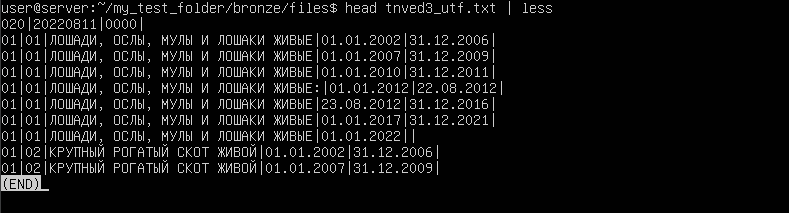 user@server:~/my_test_folder/bronze/files$ head tnved3_utf.txt | less
020|20220811|0000|
01|01|ЛОШАДИ, ОСЛЫ, МУЛЫ И ЛОШАКИ ЖИВЫЕ|01.01.2002|31.12.2006|
01|01|ЛОШАДИ, ОСЛЫ, МУЛЫ И ЛОШАКИ ЖИВЫЕ|01.01.2007|31.12.2009|
01|01|ЛОШАДИ, ОСЛЫ, МУЛЫ И ЛОШАКИ ЖИВЫЕ|01.01.2010|31.12.2011|
01|01|ЛОШАДИ, ОСЛЫ, МУЛЫ И ЛОШАКИ ЖИВЫЕ:|01.01.2012|22.08.2012|
01|01|ЛОШАДИ, ОСЛЫ, МУЛЫ И ЛОШАКИ ЖИВЫЕ|23.08.2012|31.12.2016|
01|01|ЛОШАДИ, ОСЛЫ, МУЛЫ И ЛОШАКИ ЖИВЫЕ|01.01.2017|31.12.2021|
01|01|ЛОШАДИ, ОСЛЫ, МУЛЫ И ЛОШАКИ ЖИВЫЕ|01.01.2022||
01|02|КРУПНЫЙ РОГАТЫЙ СКОТ ЖИВОЙ|01.01.2002|31.12.2006|
01|02|КРУПНЫЙ РОГАТЫЙ СКОТ ЖИВОЙ|01.01.2007|31.12.2009|
(END)